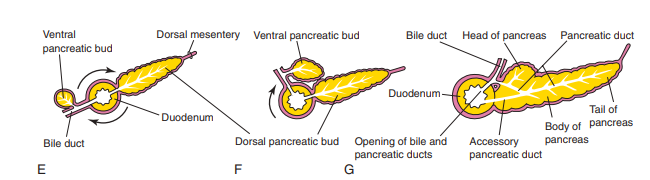 Ventral
pancreatic bud
Dorsal mesentery
Duodenum
Bile duct
E
Ventral pancreatic bud
Dorsal pancreatic bud
F
Bile duct
Head of pancreas
Pancreatic duct
Duodenum
Tail of
pancreas
Body of
pancreas
Opening of bile and
pancreatic ducts
Accessory
pancreatic duct
G